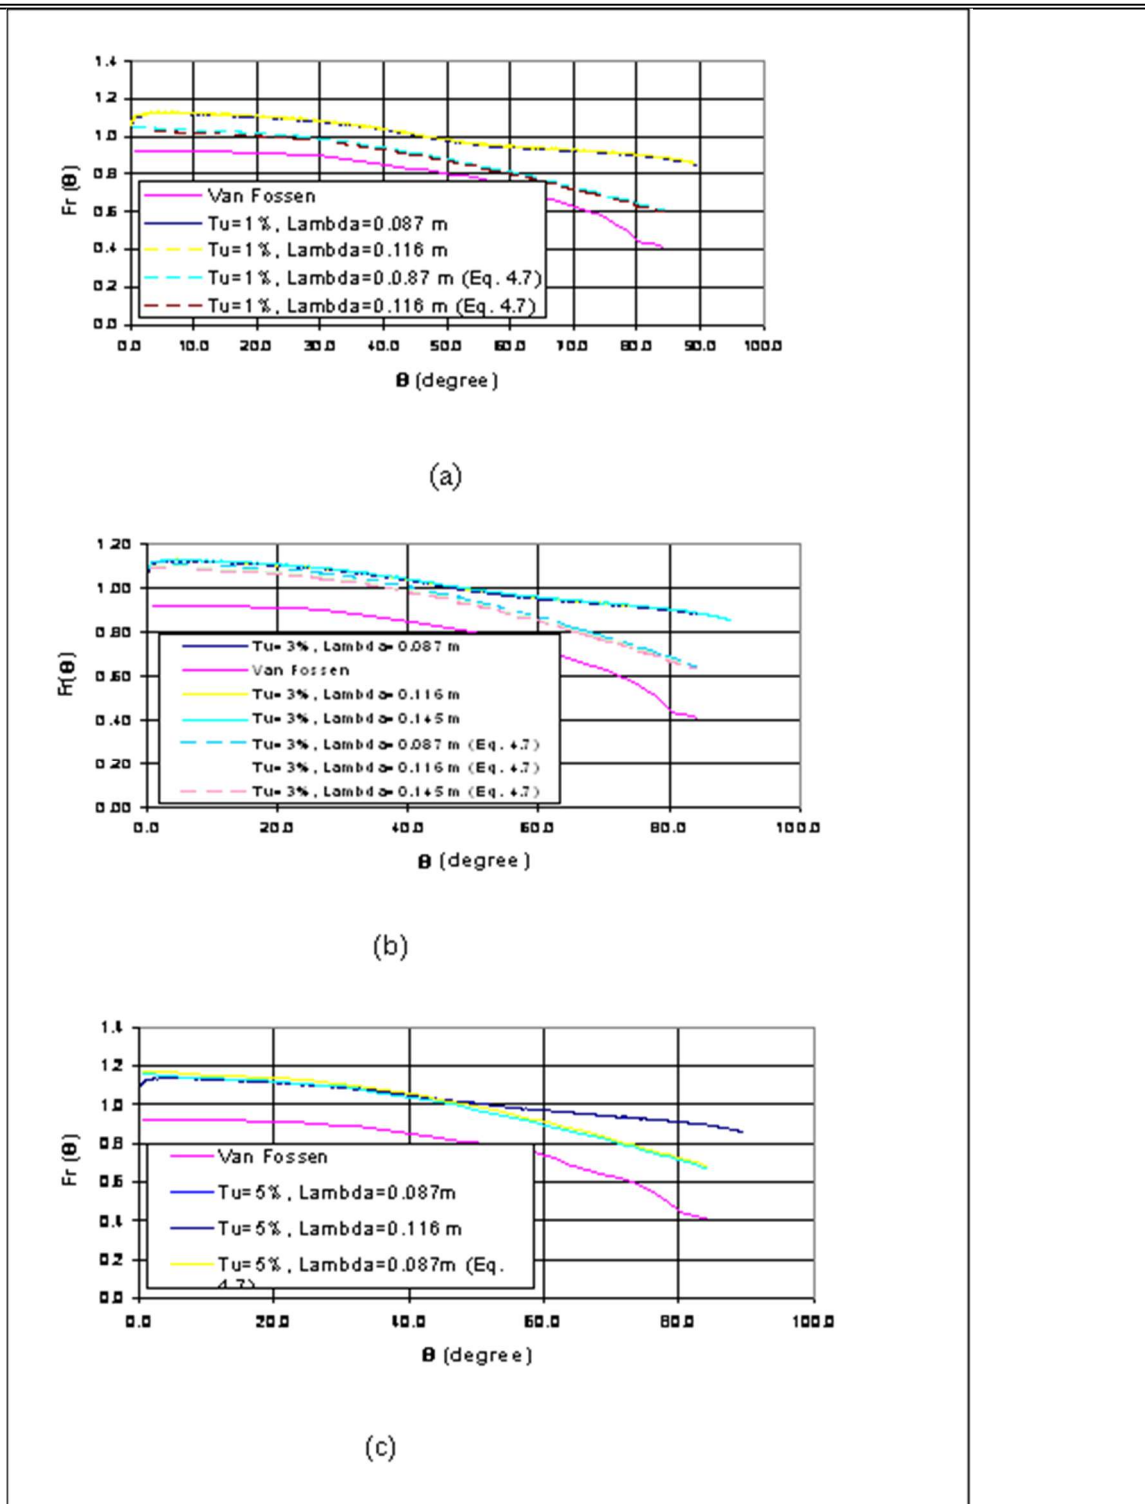 1.4
1.2
1.0
0.8
0.6
0.4
0.2
0.0
Fr (θ)
Van Fossen
Tu=1%, Lambda=0.087 m
Tu=1%, Lambda=0.116 m
Tu=1%, Lambda=0.0.87 m (Eq. 4.7)
Tu=1%, Lambda=0.116 m (Eq. 4.7)
0.0 10.0 20.0 30.0 40.0 50.0 60.0 70.0 80.0 90.0 100.0
θ (degree)
(a)
1.20
1.00
0.80
0.60
0.40
0.20
0.00
Fr(θ)
Tu=3%, Lambda=0.087 m
Van Fossen
Tu=3%, Lambda=0.116 m
Tu=3%, Lambda=0.145 m
Tu=3%, Lambda=0.087 m (Eq. 4.7)
Tu=3%, Lambda=0.116 m (Eq. 4.7)
Tu=3%, Lambda=0.145 m (Eq. 4.7)
0.0 20.0 40.0 60.0 80.0 100.0
θ (degree)
(b)
1.4
1.2
1.0
0.8
0.6
0.4
0.2
0.0
Fr (θ)
Van Fossen
Tu=5%, Lambda=0.087m
Tu=5%, Lambda=0.116 m
Tu=5%, Lambda=0.087m (Eq.
4.7)
0.0 20.0 40.0 60.0 80.0 100.0
θ (degree)
(c)